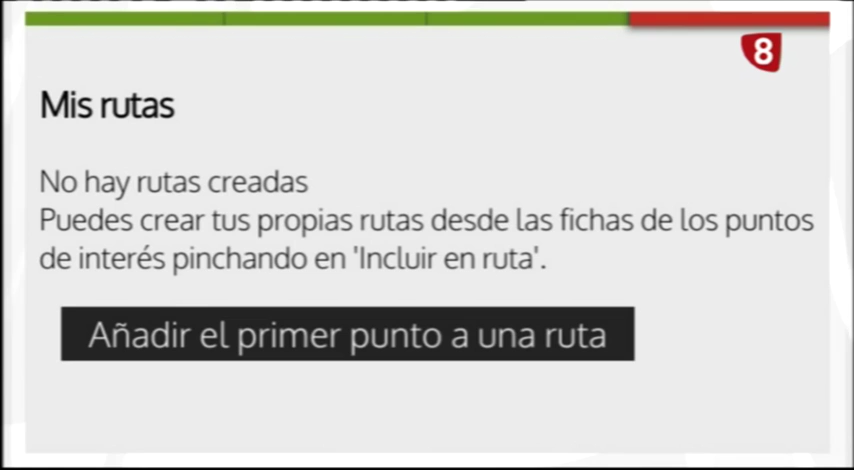 8
Mis rutas
No hay rutas creadas
Puedes crear tus propias rutas desde las fichas de los puntos
de interés pinchando en 'Incluir en ruta'.
Añadir el primer punto a una ruta